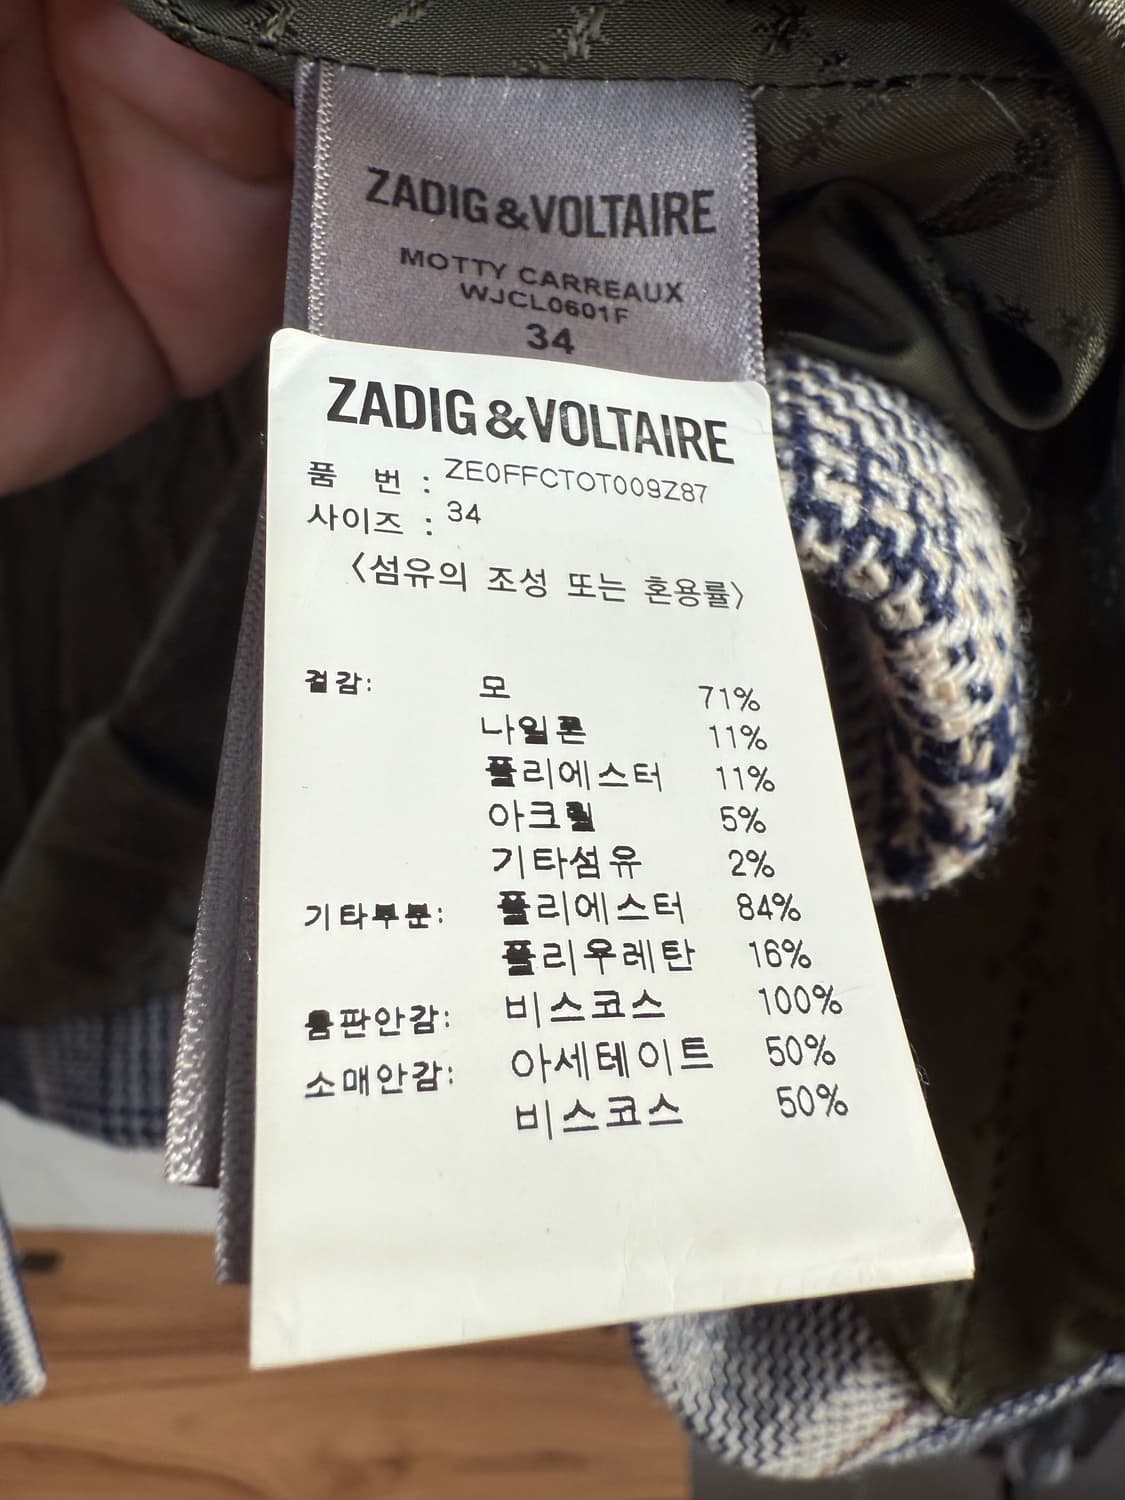 ZADIG&VOLTAIRE
MOTTY CARREAUX
WJCL0601F
34
ZADIG&VOLTAIRE
품 번 : ZE0FFCTOT009Z87
사이즈 : 34
<섬유의 조성 또는 혼용률>
겉감: 모 71%
나일론 11%
폴리에스터 11%
아크릴 5%
기타섬유 2%
기타부분: 폴리에스터 84%
폴리우레탄 16%
몸판안감: 비스코스 100%
소매안감: 아세테이트 50%
비스코스 50%